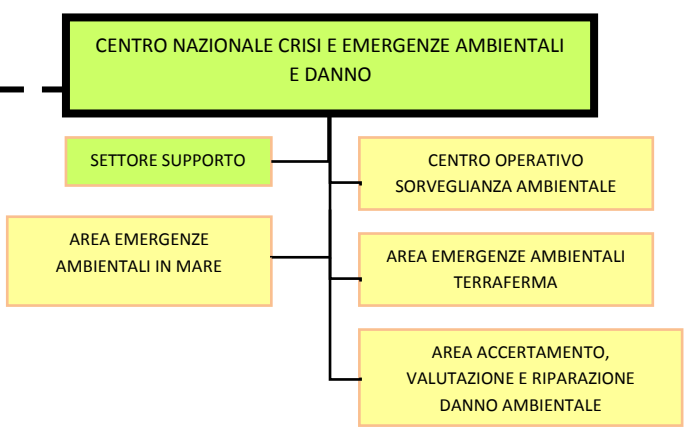 CENTRO NAZIONALE CRISI E EMERGENZE AMBIENTALI
E DANNO
SETTORE SUPPORTO
CENTRO OPERATIVO
SORVEGLIANZA AMBIENTALE
AREA EMERGENZE
AMBIENTALI IN MARE
AREA EMERGENZE AMBIENTALI
TERRAFERMA
AREA ACCERTAMENTO,
VALUTAZIONE E RIPARAZIONE
DANNO AMBIENTALE